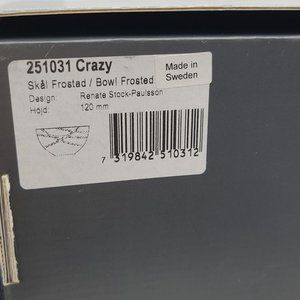 251031 Crazy
Skål Frostad / Bowl Frosted
Made in
Sweden
Design: Renate Stock-Paulsson
Höjd: 120 mm
7 319842 510312